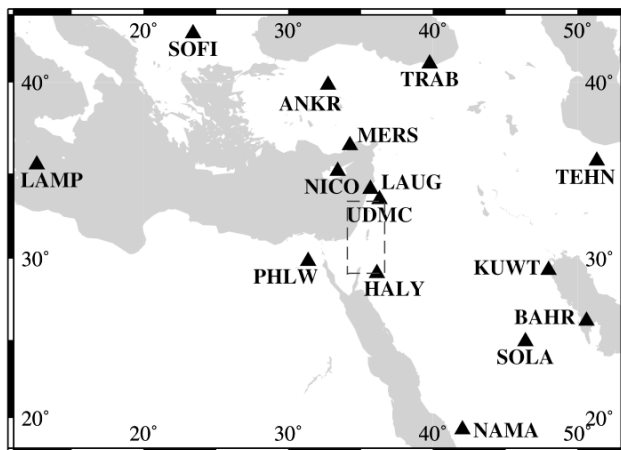 20° 30° 40° 50°
SOFI
TRAB
40° 40°
ANKR
MERS
LAMP
TEHN
NICO LAUG
UDMC
30° 30°
PHLW
KUWT
HALY
BAHR
SOLA
20° 20°
NAMA
20° 30° 40° 50°